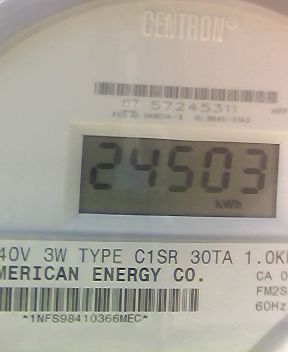 CENTRON®
07 57245311
24503
kWh
40V 3W TYPE C1SR 30TA 1.0K
MERICAN ENERGY CO.
CA 0
FM2S
60Hz
*1NFS98410366MEC*